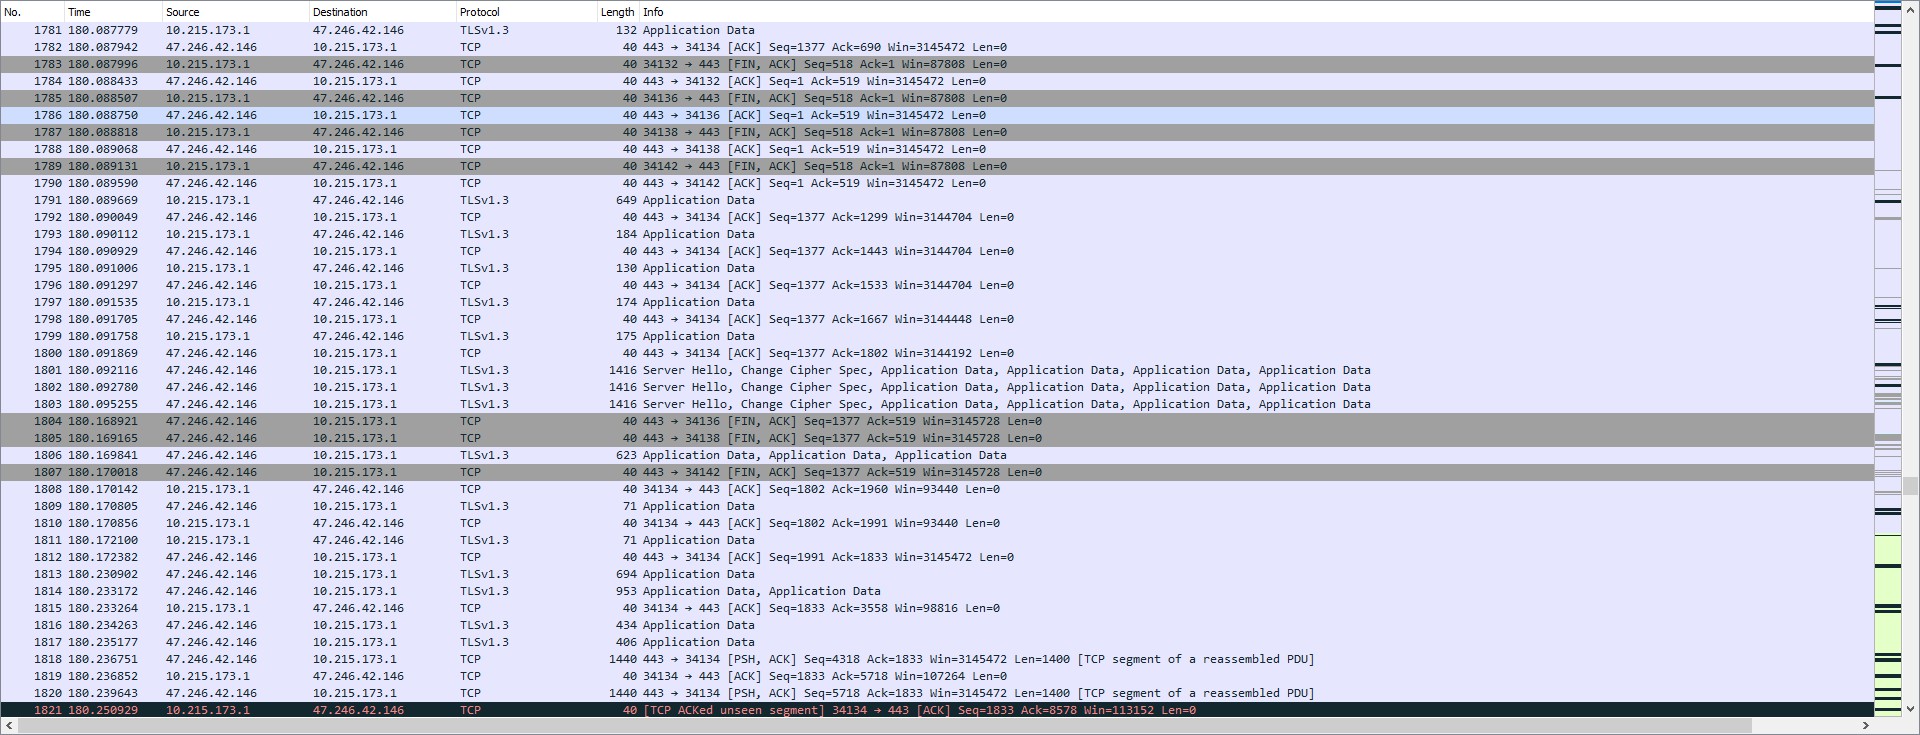 No. Time Source Destination Protocol Length Info
1781 180.087779 10.215.173.1 47.246.42.146 TLSv1.3 132 Application Data
1782 180.087942 47.246.42.146 10.215.173.1 TCP 40 443 → 34134 [ACK] Seq=1377 Ack=690 Win=3145472 Len=0
1783 180.087996 10.215.173.1 47.246.42.146 TCP 40 34132 → 443 [FIN, ACK] Seq=518 Ack=1 Win=87808 Len=0
1784 180.088433 47.246.42.146 10.215.173.1 TCP 40 443 → 34132 [ACK] Seq=1 Ack=519 Win=3145472 Len=0
1785 180.088507 10.215.173.1 47.246.42.146 TCP 40 34136 → 443 [FIN, ACK] Seq=518 Ack=1 Win=87808 Len=0
1786 180.088750 47.246.42.146 10.215.173.1 TCP 40 443 → 34136 [ACK] Seq=1 Ack=519 Win=3145472 Len=0
1787 180.088818 10.215.173.1 47.246.42.146 TCP 40 34138 → 443 [FIN, ACK] Seq=518 Ack=1 Win=87808 Len=0
1788 180.089068 47.246.42.146 10.215.173.1 TCP 40 443 → 34138 [ACK] Seq=1 Ack=519 Win=3145472 Len=0
1789 180.089131 10.215.173.1 47.246.42.146 TCP 40 34142 → 443 [FIN, ACK] Seq=518 Ack=1 Win=87808 Len=0
1790 180.089590 47.246.42.146 10.215.173.1 TCP 40 443 → 34142 [ACK] Seq=1 Ack=519 Win=3145472 Len=0
1791 180.089669 10.215.173.1 47.246.42.146 TLSv1.3 649 Application Data
1792 180.090049 47.246.42.146 10.215.173.1 TCP 40 443 → 34134 [ACK] Seq=1377 Ack=1299 Win=3144704 Len=0
1793 180.090112 10.215.173.1 47.246.42.146 TLSv1.3 184 Application Data
1794 180.090929 47.246.42.146 10.215.173.1 TCP 40 443 → 34134 [ACK] Seq=1377 Ack=1443 Win=3144704 Len=0
1795 180.091006 10.215.173.1 47.246.42.146 TLSv1.3 130 Application Data
1796 180.091297 47.246.42.146 10.215.173.1 TCP 40 443 → 34134 [ACK] Seq=1377 Ack=1533 Win=3144704 Len=0
1797 180.091535 10.215.173.1 47.246.42.146 TLSv1.3 174 Application Data
1798 180.091705 47.246.42.146 10.215.173.1 TCP 40 443 → 34134 [ACK] Seq=1377 Ack=1667 Win=3144448 Len=0
1799 180.091758 10.215.173.1 47.246.42.146 TLSv1.3 175 Application Data
1800 180.091869 47.246.42.146 10.215.173.1 TCP 40 443 → 34134 [ACK] Seq=1377 Ack=1802 Win=3144192 Len=0
1801 180.092116 47.246.42.146 10.215.173.1 TLSv1.3 1416 Server Hello, Change Cipher Spec, Application Data, Application Data, Application Data, Application Data
1802 180.092780 47.246.42.146 10.215.173.1 TLSv1.3 1416 Server Hello, Change Cipher Spec, Application Data, Application Data, Application Data, Application Data
1803 180.095255 47.246.42.146 10.215.173.1 TLSv1.3 1416 Server Hello, Change Cipher Spec, Application Data, Application Data, Application Data, Application Data
1804 180.168921 47.246.42.146 10.215.173.1 TCP 40 443 → 34136 [FIN, ACK] Seq=1377 Ack=519 Win=3145728 Len=0
1805 180.169165 47.246.42.146 10.215.173.1 TCP 40 443 → 34138 [FIN, ACK] Seq=1377 Ack=519 Win=3145728 Len=0
1806 180.169841 47.246.42.146 10.215.173.1 TLSv1.3 623 Application Data, Application Data, Application Data
1807 180.170018 47.246.42.146 10.215.173.1 TCP 40 443 → 34142 [FIN, ACK] Seq=1377 Ack=519 Win=3145728 Len=0
1808 180.170142 10.215.173.1 47.246.42.146 TCP 40 34134 → 443 [ACK] Seq=1802 Ack=1960 Win=93440 Len=0
1809 180.170805 47.246.42.146 10.215.173.1 TLSv1.3 71 Application Data
1810 180.170856 10.215.173.1 47.246.42.146 TCP 40 34134 → 443 [ACK] Seq=1802 Ack=1991 Win=93440 Len=0
1811 180.172100 10.215.173.1 47.246.42.146 TLSv1.3 71 Application Data
1812 180.172382 47.246.42.146 10.215.173.1 TCP 40 443 → 34134 [ACK] Seq=1991 Ack=1833 Win=3145472 Len=0
1813 180.230902 47.246.42.146 10.215.173.1 TLSv1.3 694 Application Data
1814 180.233172 47.246.42.146 10.215.173.1 TLSv1.3 953 Application Data, Application Data
1815 180.233264 10.215.173.1 47.246.42.146 TCP 40 34134 → 443 [ACK] Seq=1833 Ack=3558 Win=98816 Len=0
1816 180.234263 47.246.42.146 10.215.173.1 TLSv1.3 434 Application Data
1817 180.235177 47.246.42.146 10.215.173.1 TLSv1.3 406 Application Data
1818 180.236751 47.246.42.146 10.215.173.1 TCP 1440 443 → 34134 [PSH, ACK] Seq=4318 Ack=1833 Win=3145472 Len=1400 [TCP segment of a reassembled PDU]
1819 180.236852 10.215.173.1 47.246.42.146 TCP 40 34134 → 443 [ACK] Seq=1833 Ack=5718 Win=107264 Len=0
1820 180.239643 47.246.42.146 10.215.173.1 TCP 1440 443 → 34134 [PSH, ACK] Seq=5718 Ack=1833 Win=3145472 Len=1400 [TCP segment of a reassembled PDU]
1821 180.250929 10.215.173.1 47.246.42.146 TCP 40 [TCP ACKed unseen segment] 34134 → 443 [ACK] Seq=1833 Ack=8578 Win=113152 Len=0